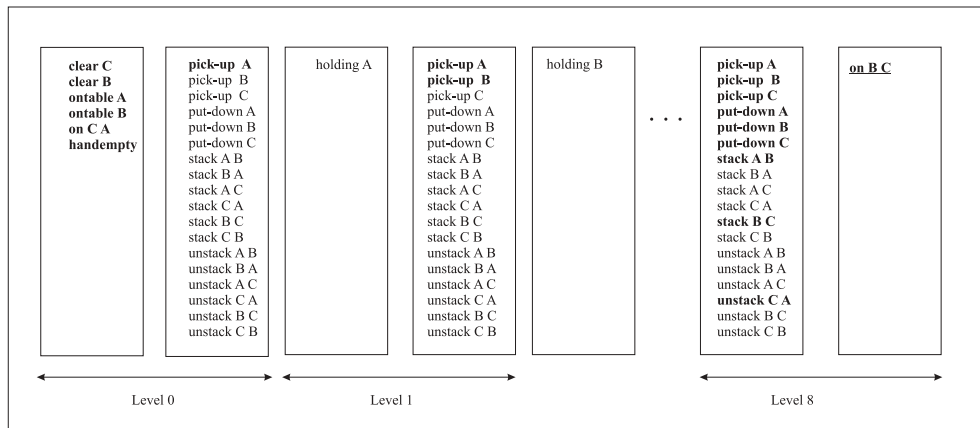 clear C
clear B
ontable A
ontable B
on C A
handempty
pick-up A
pick-up B
pick-up C
put-down A
put-down B
put-down C
stack A B
stack B A
stack A C
stack C A
stack B C
stack C B
unstack A B
unstack B A
unstack A C
unstack C A
unstack B C
unstack C B
holding A
pick-up A
pick-up B
pick-up C
put-down A
put-down B
put-down C
stack A B
stack B A
stack A C
stack C A
stack B C
stack C B
unstack A B
unstack B A
unstack A C
unstack C A
unstack B C
unstack C B
holding B
. . .
pick-up A
pick-up B
pick-up C
put-down A
put-down B
put-down C
stack A B
stack B A
stack A C
stack C A
stack B C
stack C B
unstack A B
unstack B A
unstack A C
unstack C A
unstack B C
unstack C B
on B C
Level 0
Level 1
Level 8